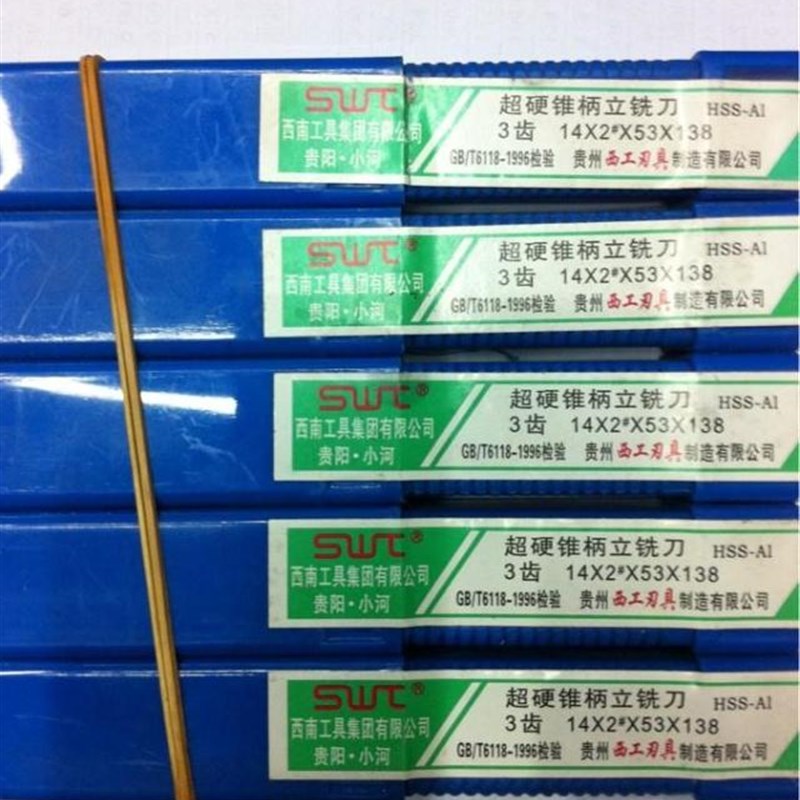 SWT®
西南工具集团有限公司
贵阳·小河
超硬锥柄立铣刀 HSS-Al
3齿 14X2#X53X138
GB/T6118-1996检验 贵州西工刃具制造有限公司
SWT®
西南工具集团有限公司
贵阳·小河
超硬锥柄立铣刀 HSS-Al
3齿 14X2#X53X138
GB/T6118-1996检验 贵州西工刃具制造有限公司
SWT®
西南工具集团有限公司
贵阳·小河
超硬锥柄立铣刀 HSS-Al
3齿 14X2#X53X138
GB/T6118-1996检验 贵州西工刃具制造有限公司
SWT®
西南工具集团有限公司
贵阳·小河
超硬锥柄立铣刀 HSS-Al
3齿 14X2#X53X138
GB/T6118-1996检验 贵州西工刃具制造有限公司
SWT®
西南工具集团有限公司
贵阳·小河
超硬锥柄立铣刀 HSS-Al
3齿 14X2#X53X138
GB/T6118-1996检验 贵州西工刃具制造有限公司